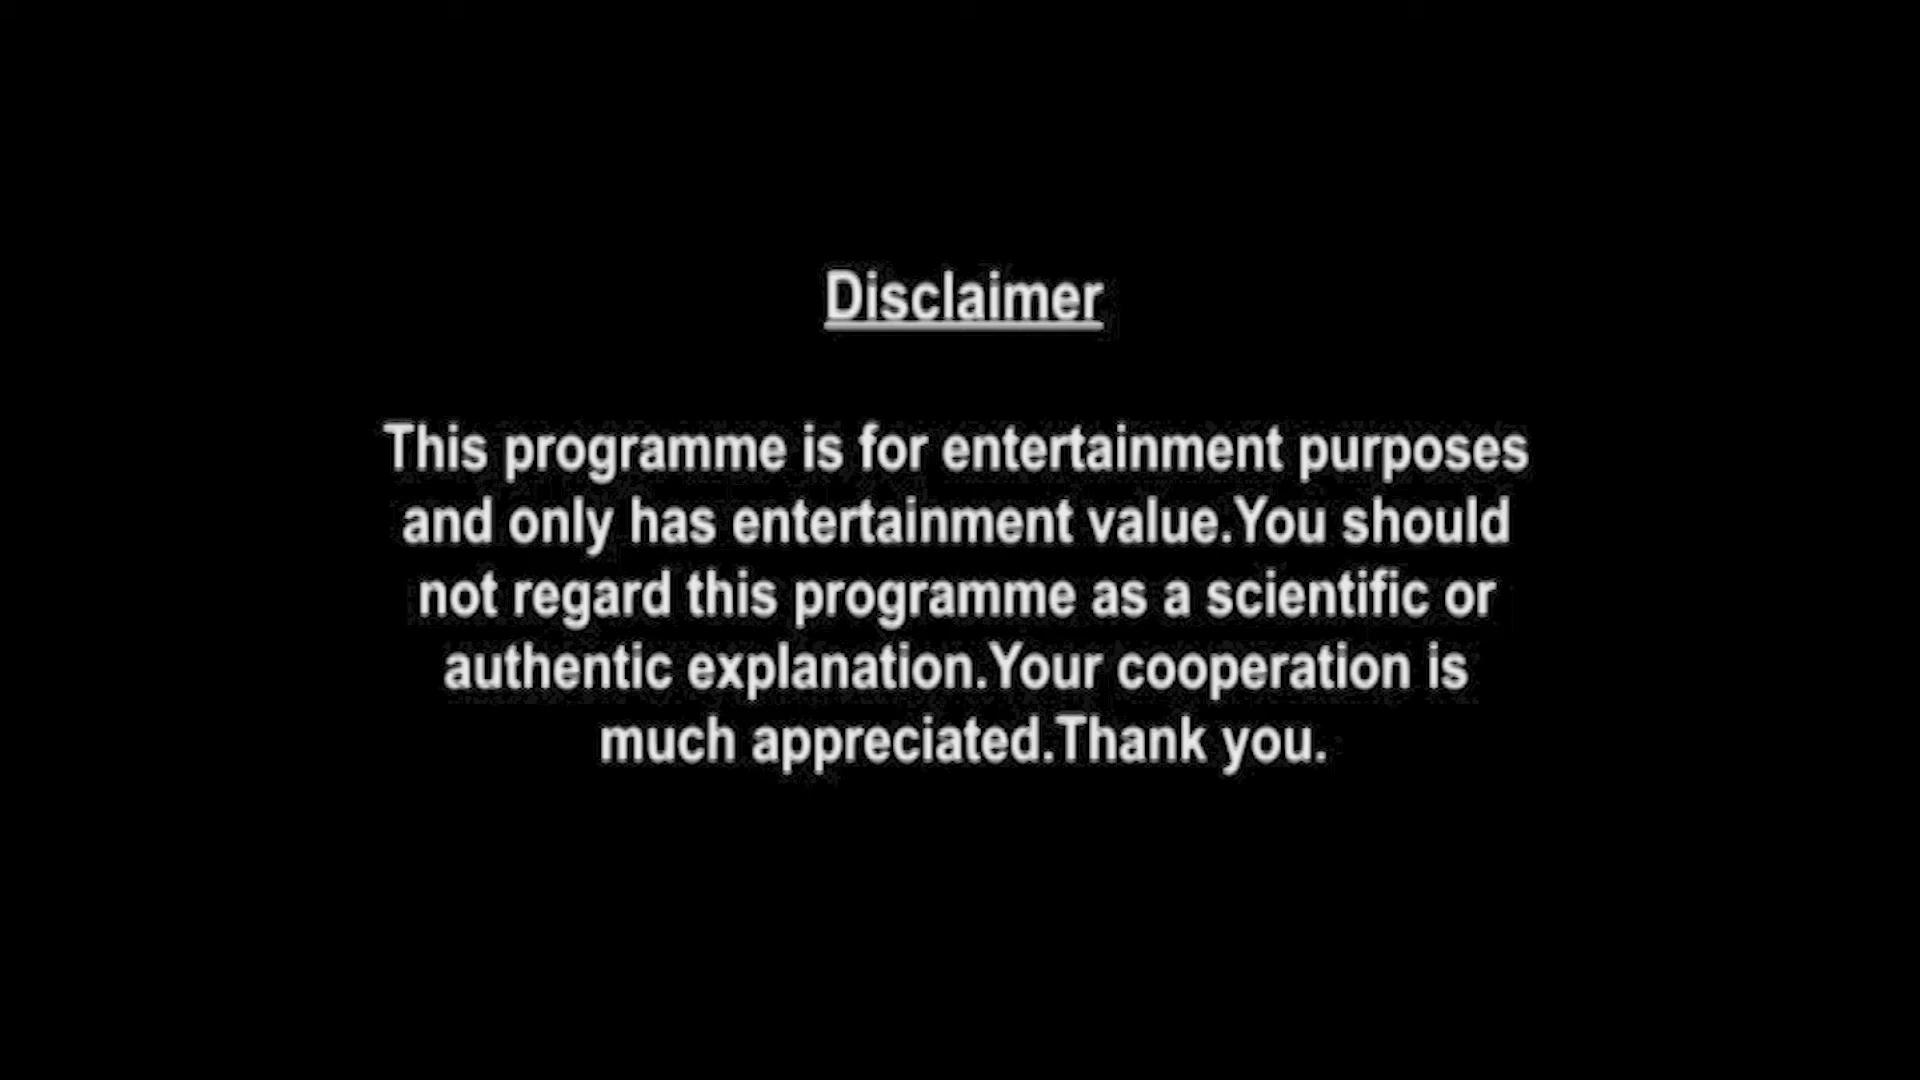 Disclaimer
This programme is for entertainment purposes
and only has entertainment value.You should
not regard this programme as a scientific or
authentic explanation.Your cooperation is
much appreciated.Thank you.